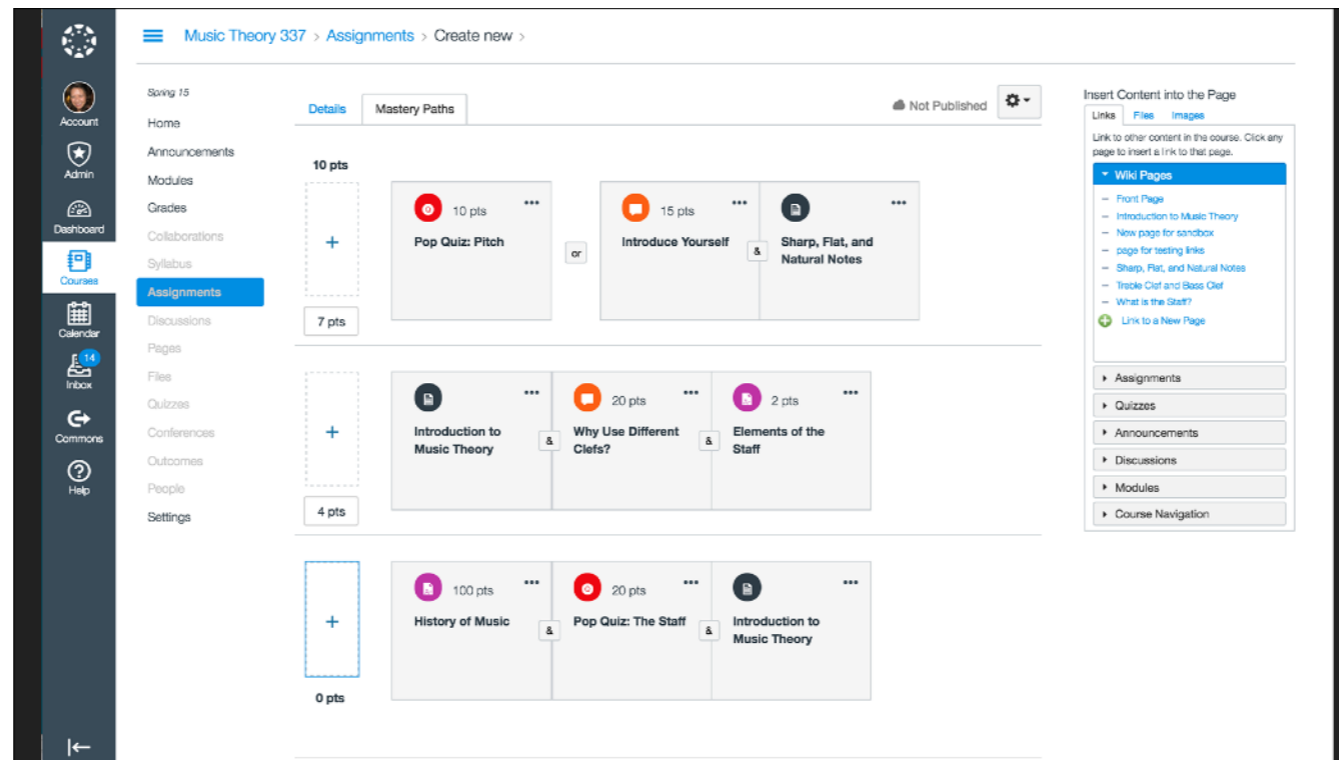 Music Theory 337 > Assignments > Create new >
Account
Admin
Dashboard
Courses
Calendar
14
Inbox
Commons
Help
Spring 15
Home
Announcements
Modules
Grades
Collaborations
Syllabus
Assignments
Discussions
Pages
Files
Quizzes
Conferences
Outcomes
People
Settings
Details
Mastery Paths
Not Published
10 pts
+
7 pts
10 pts
Pop Quiz: Pitch
or
15 pts
Introduce Yourself
&
Sharp, Flat, and
Natural Notes
+
4 pts
Introduction to
Music Theory
&
20 pts
Why Use Different
Clefs?
&
2 pts
Elements of the
Staff
+
0 pts
100 pts
History of Music
&
20 pts
Pop Quiz: The Staff
&
Introduction to
Music Theory
Insert Content into the Page
Links
Files
Images
Link to other content in the course. Click any
page to insert a link to that page.
Wiki Pages
– Front Page
– Introduction to Music Theory
– New page for sandbox
– page for testing links
– Sharp, Flat, and Natural Notes
– Treble Clef and Bass Clef
– What is the Staff?
Link to a New Page
Assignments
Quizzes
Announcements
Discussions
Modules
Course Navigation